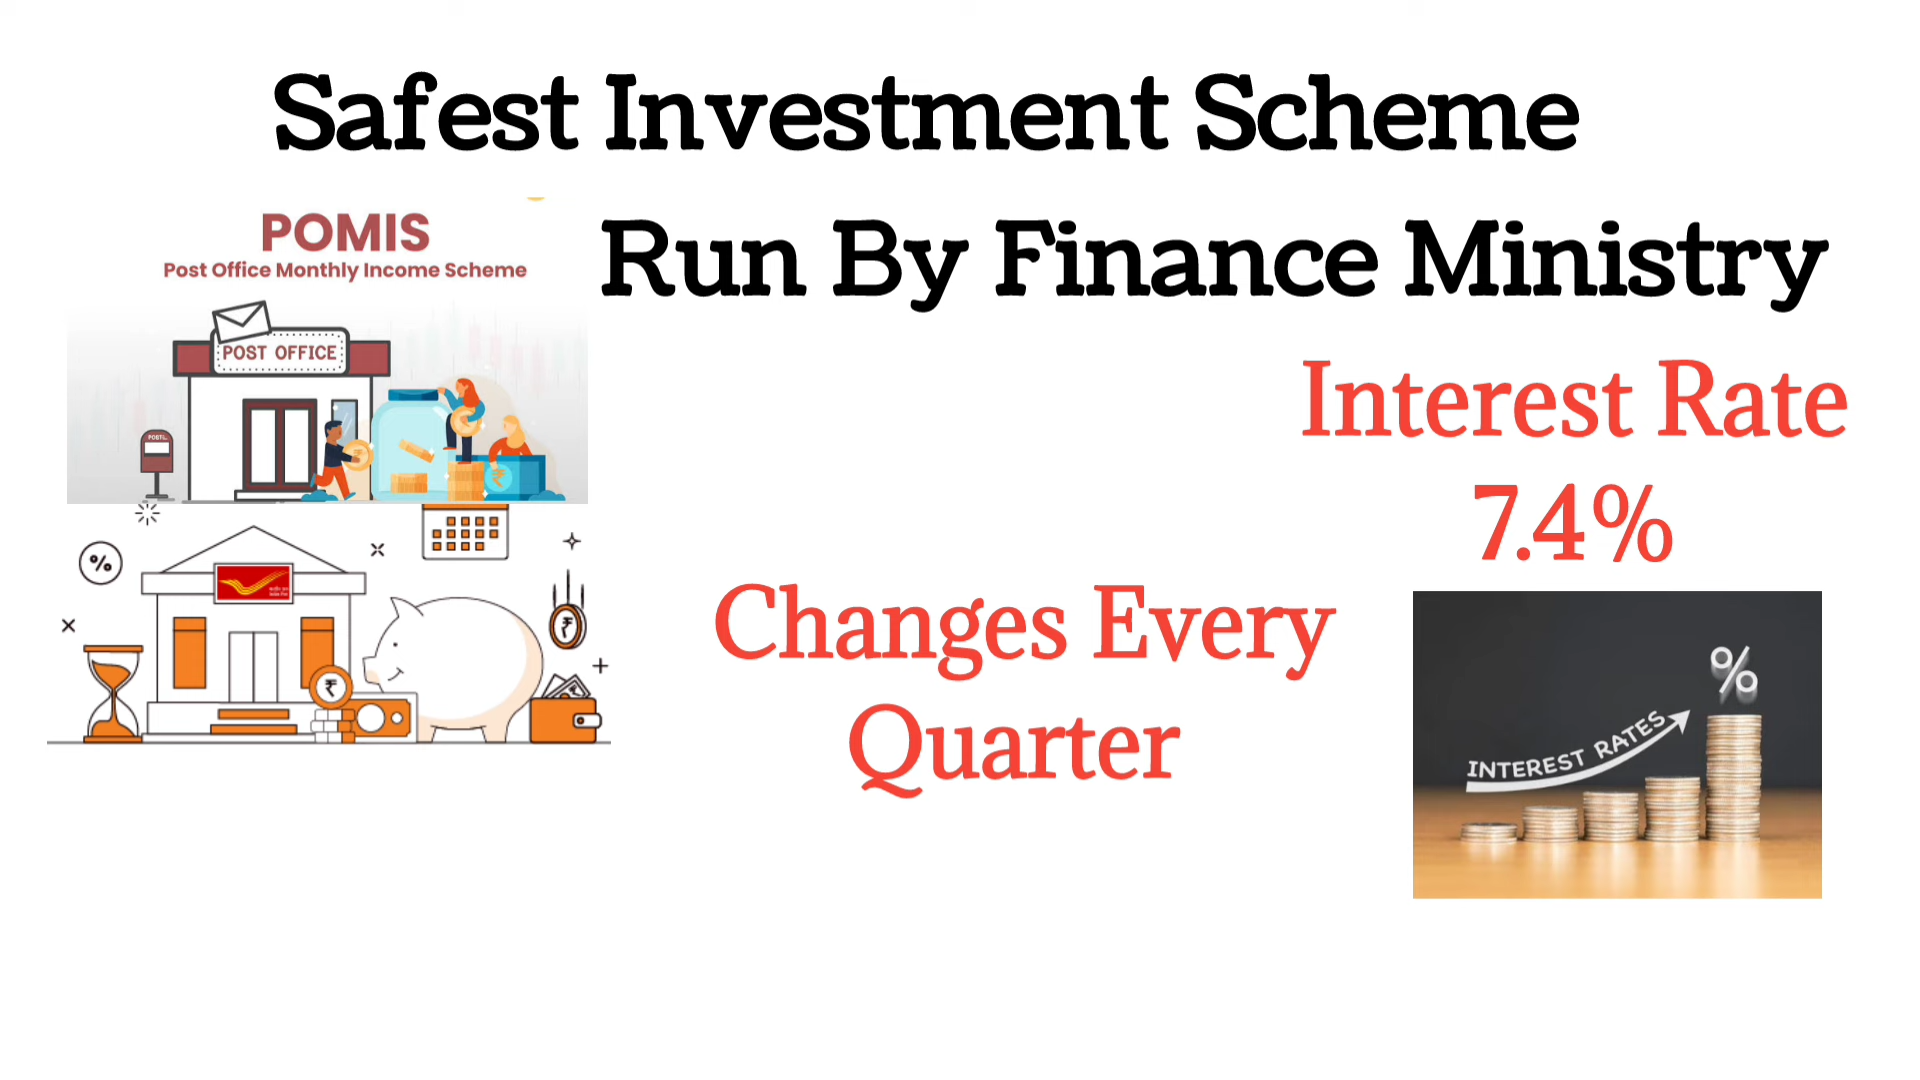 Safest Investment Scheme
Run By Finance Ministry
POMIS
Post Office Monthly Income Scheme
POST OFFICE
Interest Rate
7.4%
Changes Every
Quarter
%
%
INTEREST RATES
₹
₹
₹